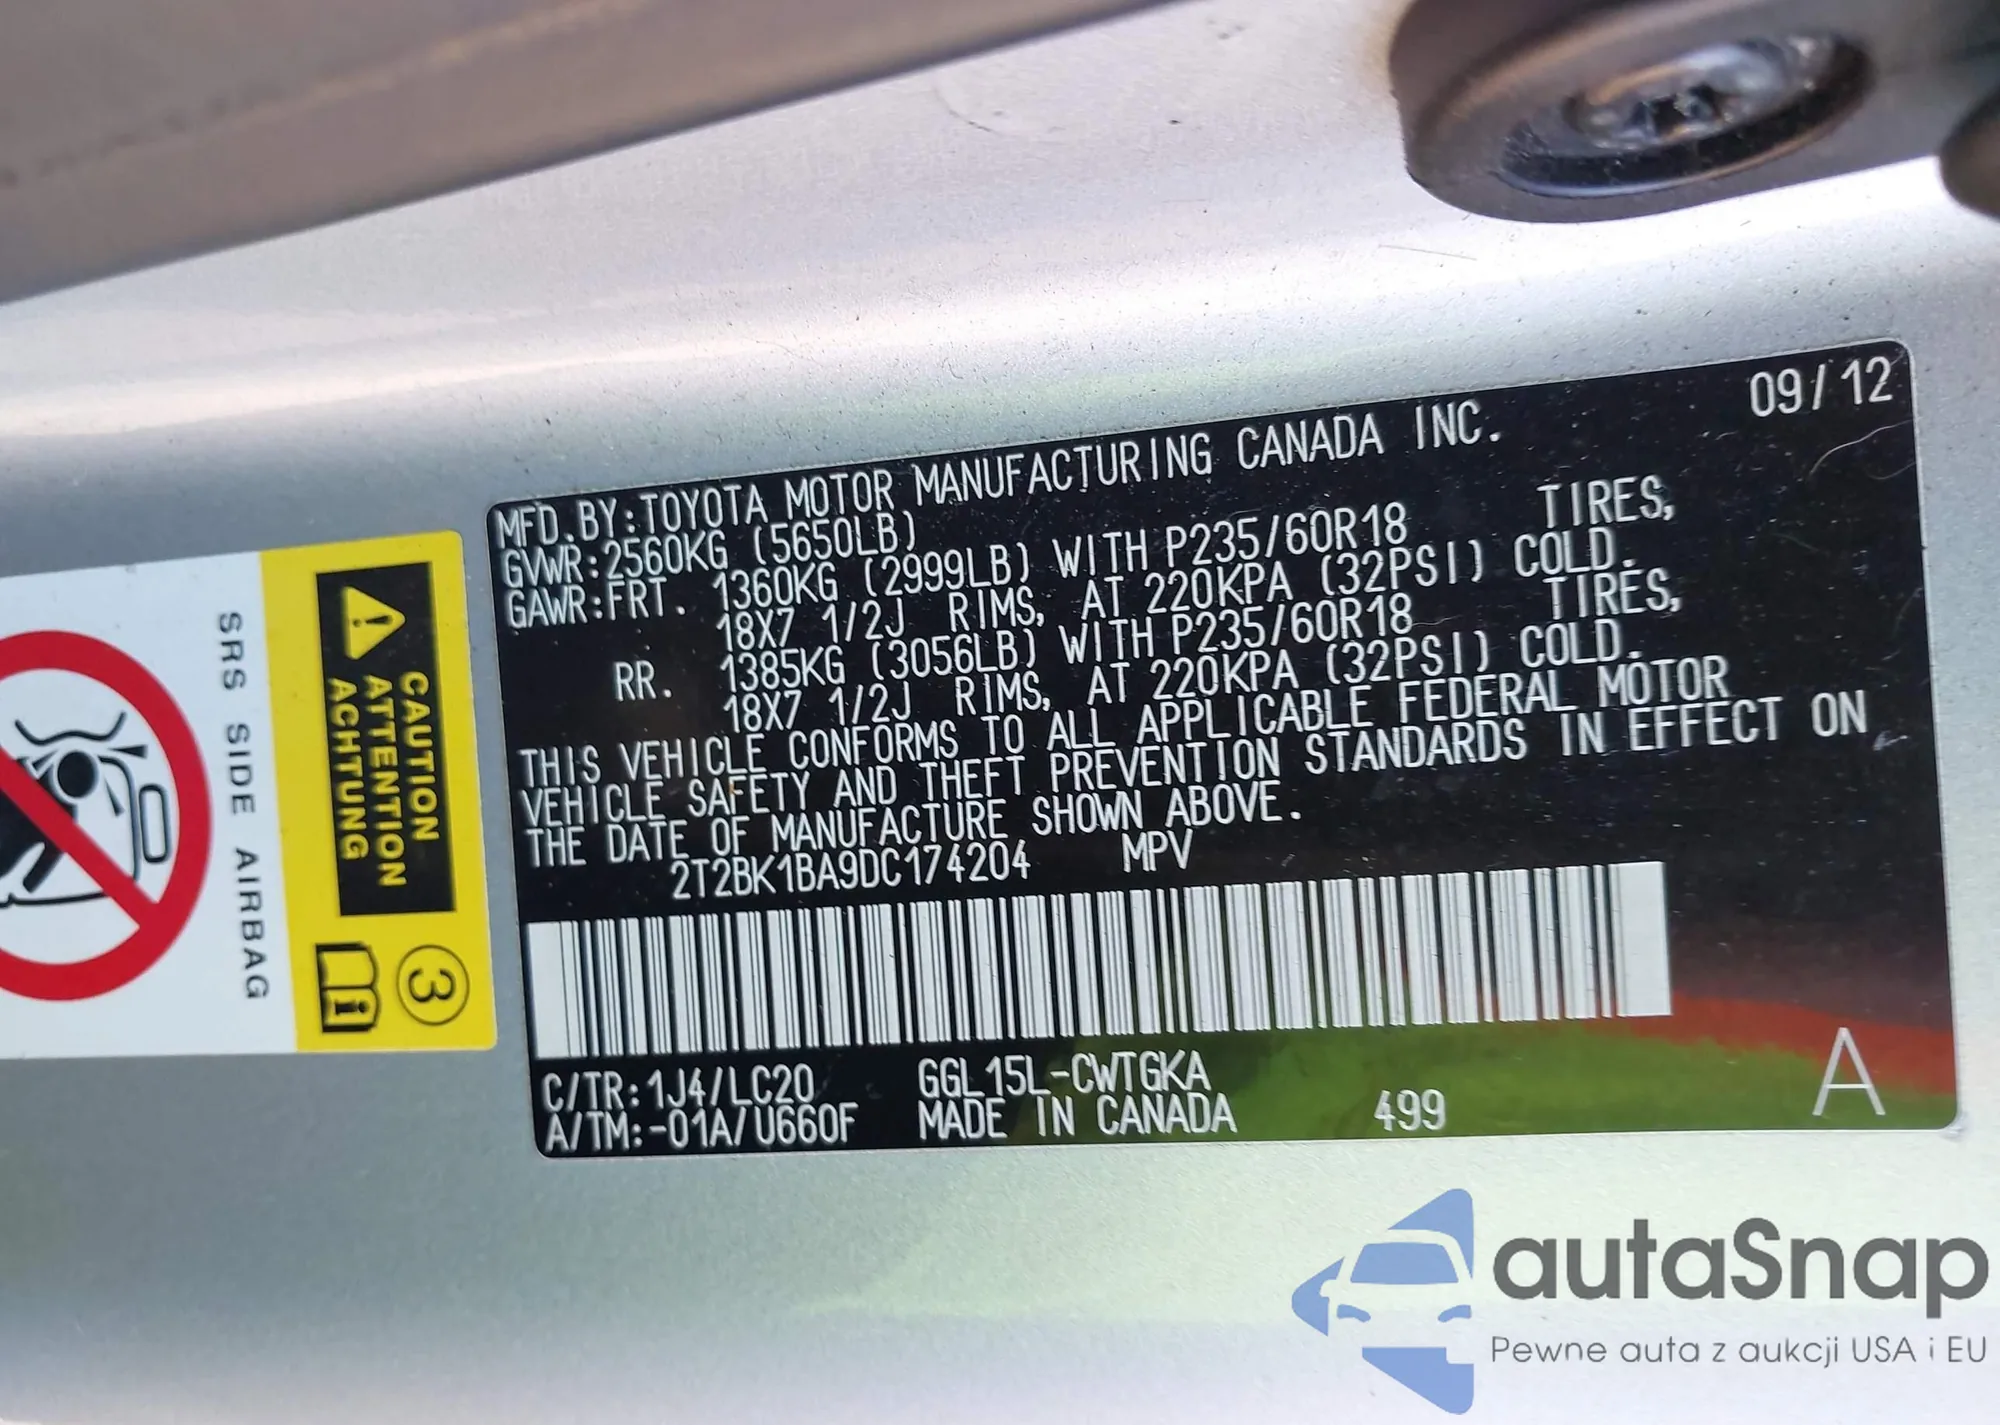 09/12
MFD.BY:TOYOTA MOTOR MANUFACTURING CANADA INC.
GVWR:2560KG (5650LB)
GAWR:FRT. 1360KG (2999LB) WITH P235/60R18 TIRES,
18X7 1/2J RIMS, AT 220KPA (32PSI) COLD.
RR. 1385KG (3056LB) WITH P235/60R18 TIRES,
18X7 1/2J RIMS, AT 220KPA (32PSI) COLD.
THIS VEHICLE CONFORMS TO ALL APPLICABLE FEDERAL MOTOR
VEHICLE SAFETY AND THEFT PREVENTION STANDARDS IN EFFECT ON
THE DATE OF MANUFACTURE SHOWN ABOVE.
2T2BK1BA9DC174204 MPV
C/TR:1J4/LC20 GGL15L-CWTGKA
A/TM:-01A/U660F MADE IN CANADA 499 A
CAUTION
ATTENTION
ACHTUNG
3
i
SRS SIDE AIRBAG
autaSnap
Pewne auta z aukcji USA i EU